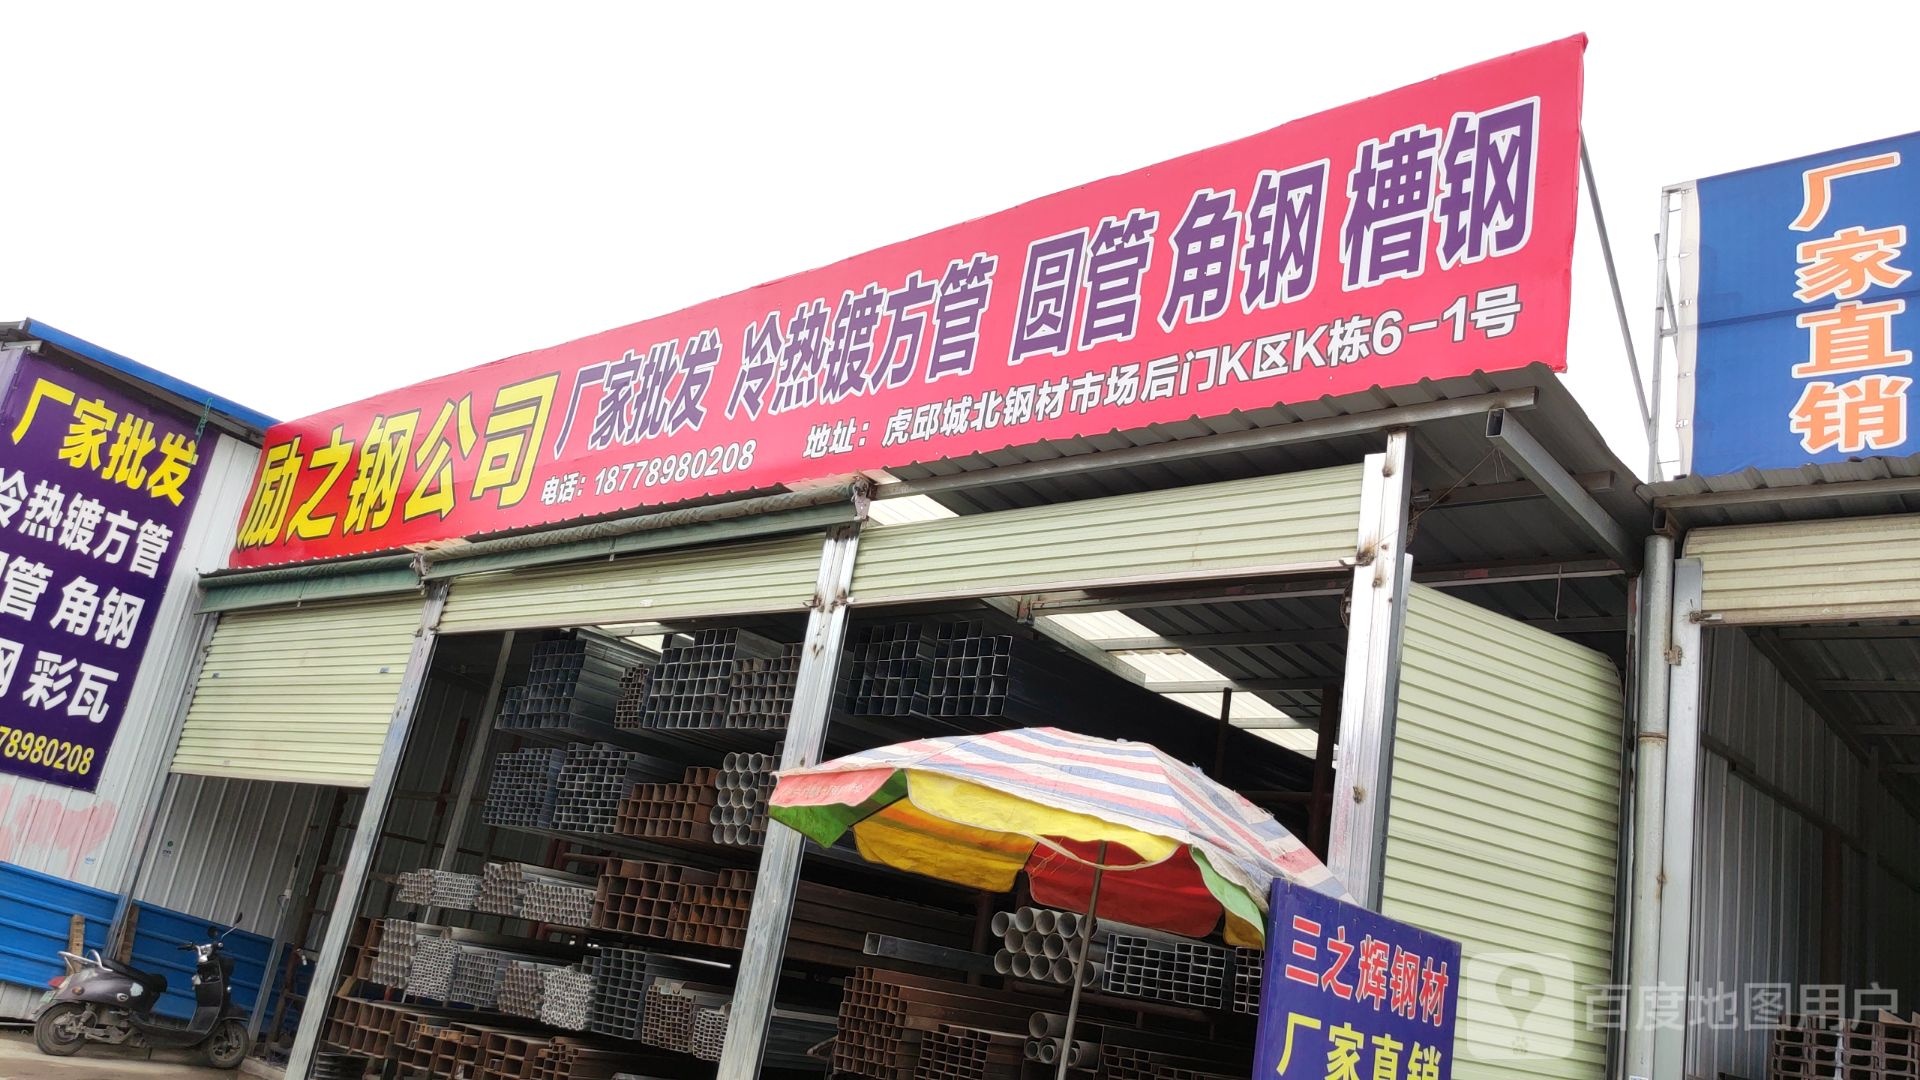 励之钢公司
厂家批发 冷热镀方管 圆管 角钢 槽钢
电话：18778980208
地址：虎邱城北钢材市场后门K区K栋6-1号
厂家批发
冷热镀方管
管 角钢
钢 彩瓦
78980208
厂家直销
三之辉钢材
厂家直销
百度地图用户